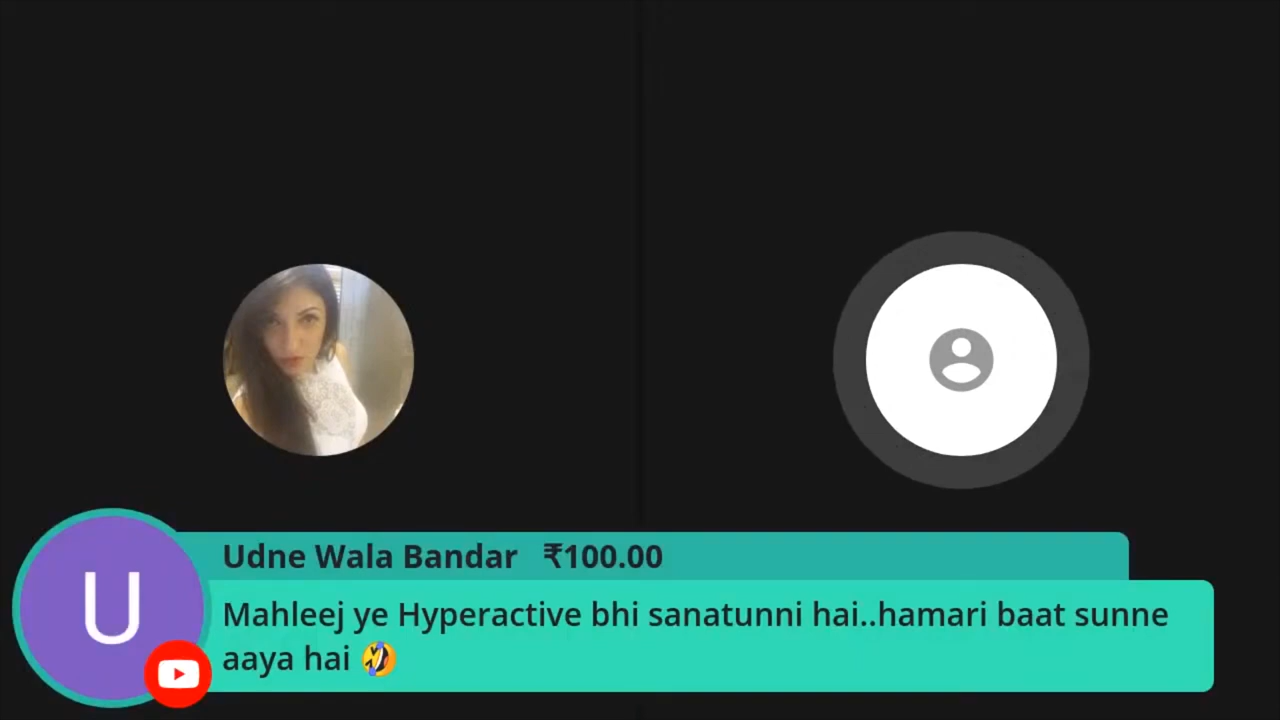 Udne Wala Bandar ₹100.00
U
Mahleej ye Hyperactive bhi sanatunni hai..hamari baat sunne
aaya hai 🤣